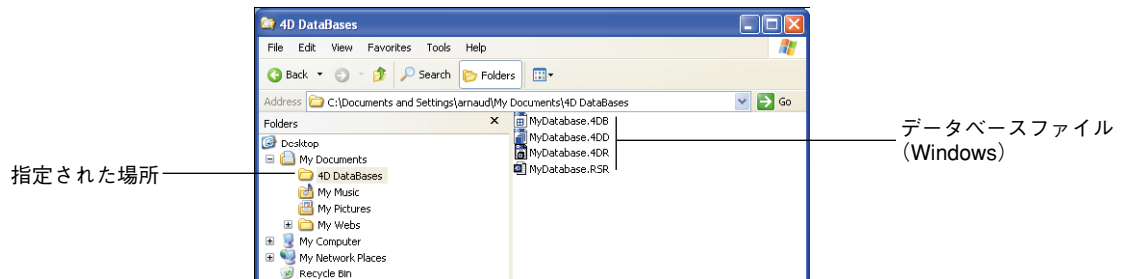 4D DataBases
File Edit View Favorites Tools Help
Back Search Folders
Address C:\Documents and Settings\arnaud\My Documents\4D DataBases Go
Folders
Desktop
My Documents
4D DataBases
My Music
My Pictures
My Webs
My Computer
My Network Places
Recycle Bin
MyDatabase.4DB
MyDatabase.4DD
MyDatabase.4DR
MyDatabase.RSR
指定された場所
データベースファイル
（Windows）